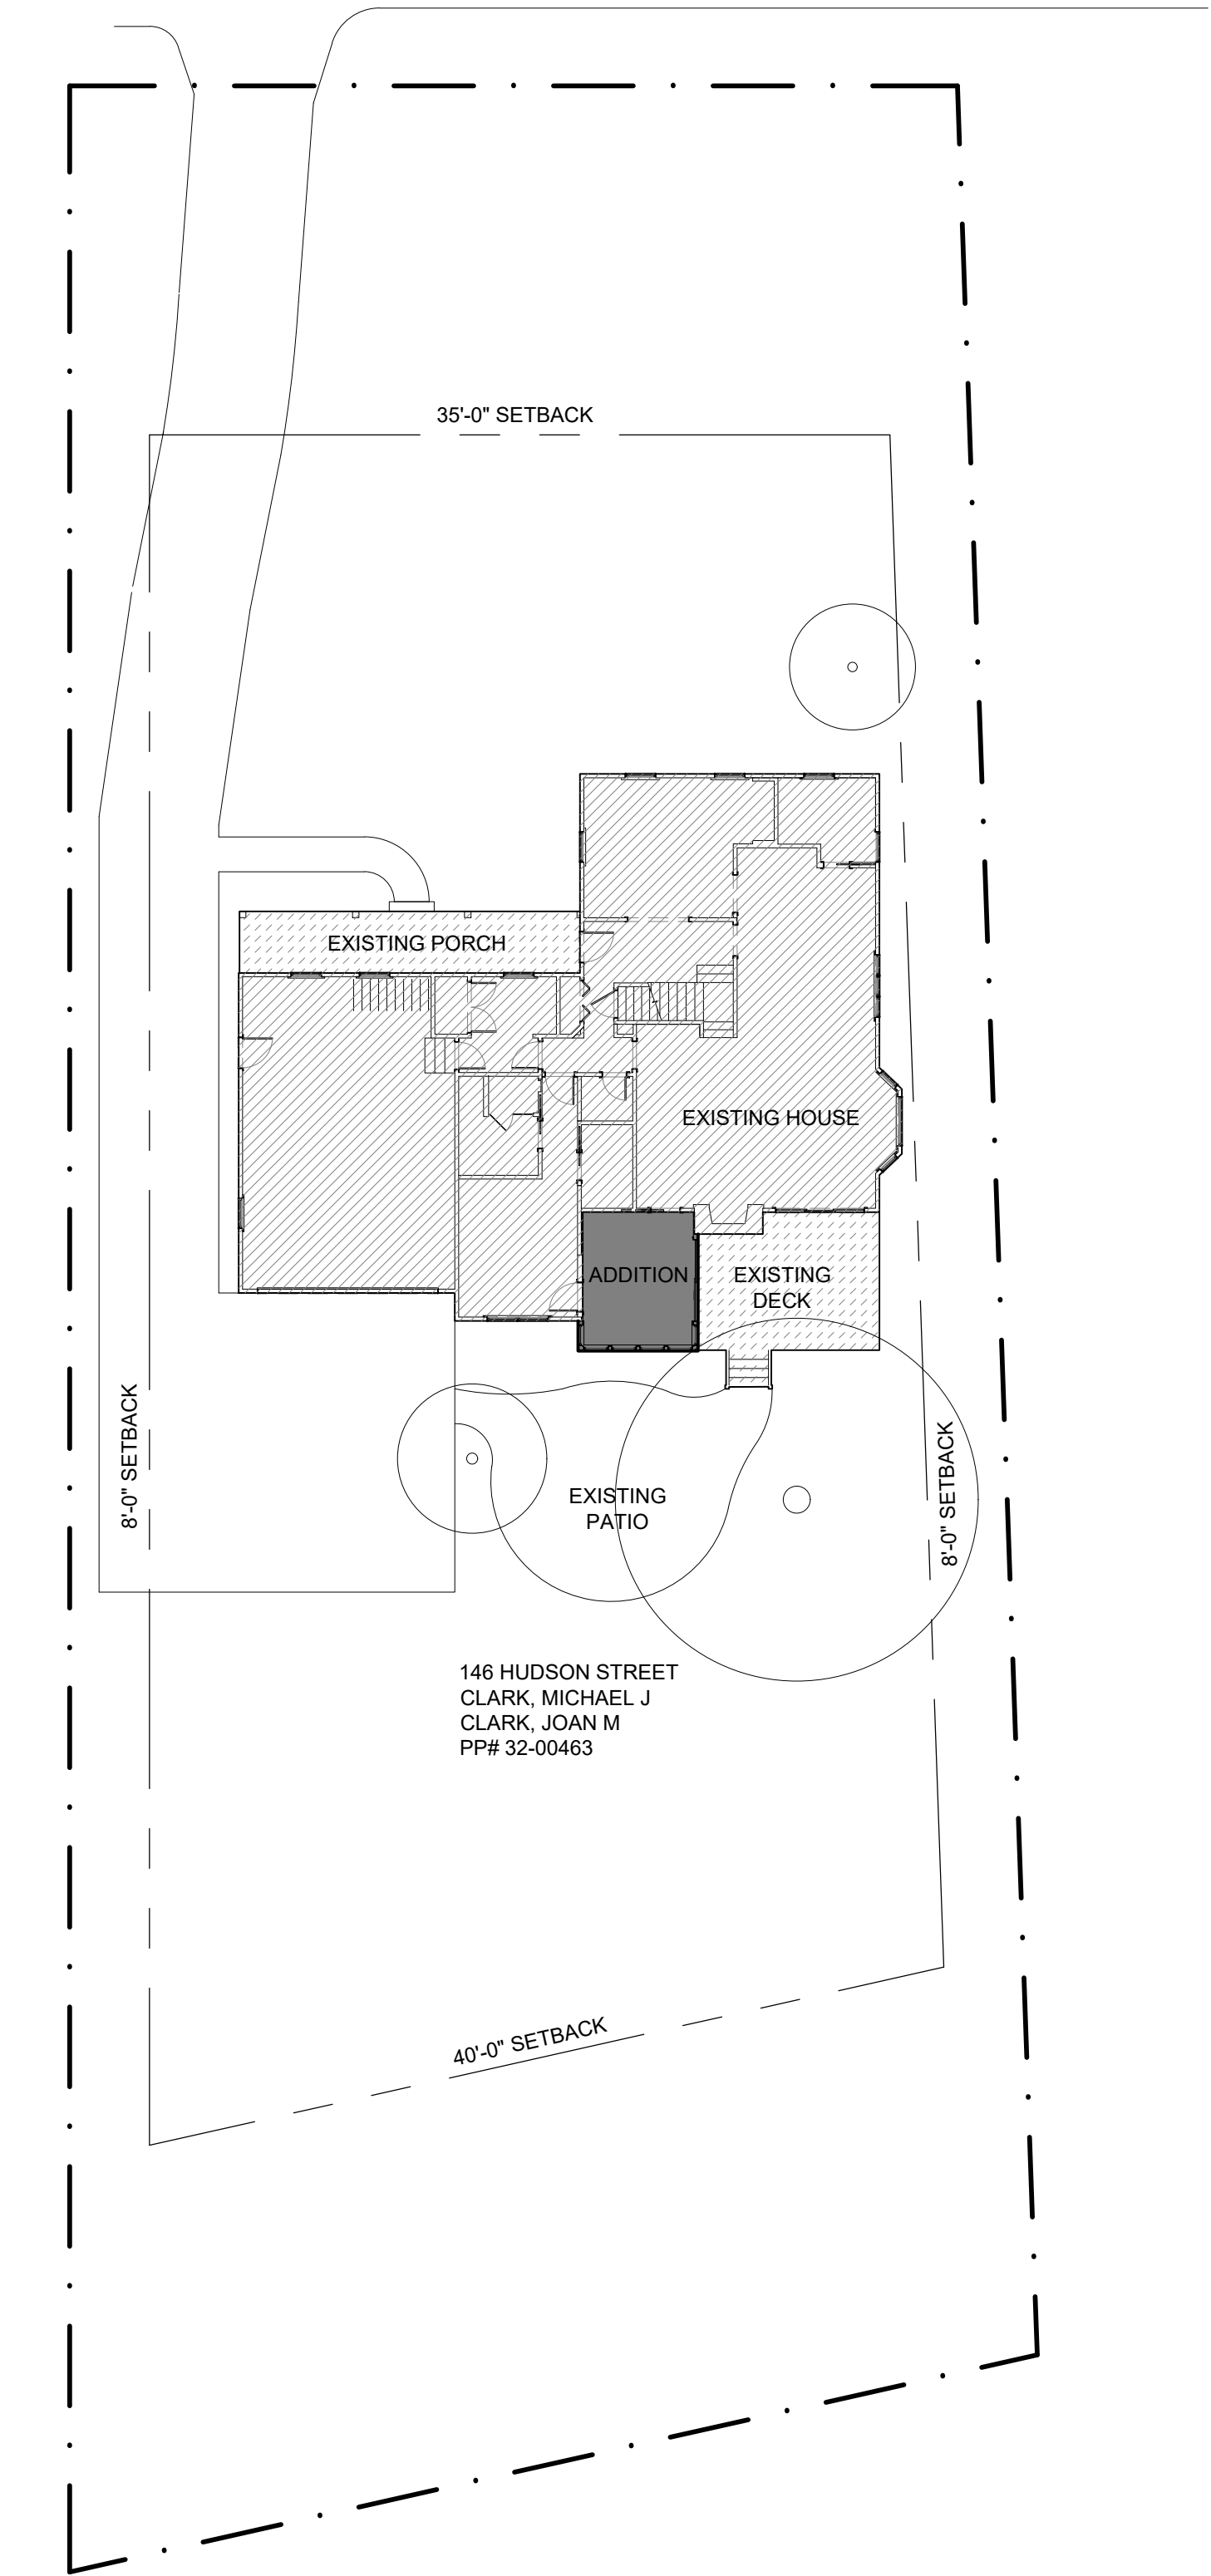 35'-0" SETBACK
EXISTING PORCH
EXISTING HOUSE
ADDITION
EXISTING
DECK
8'-0" SETBACK
8'-0" SETBACK
EXISTING
PATIO
146 HUDSON STREET
CLARK, MICHAEL J
CLARK, JOAN M
PP# 32-00463
40'-0" SETBACK